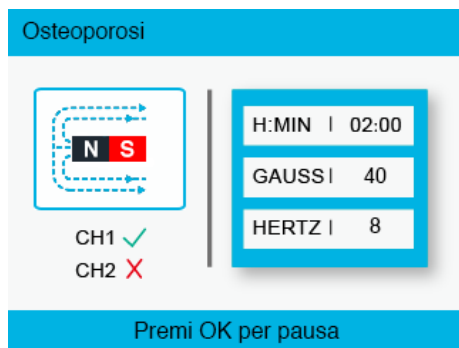 Osteoporosi
N S
CH1 ✓
CH2 X
H:MIN | 02:00
GAUSS | 40
HERTZ | 8
Premi OK per pausa